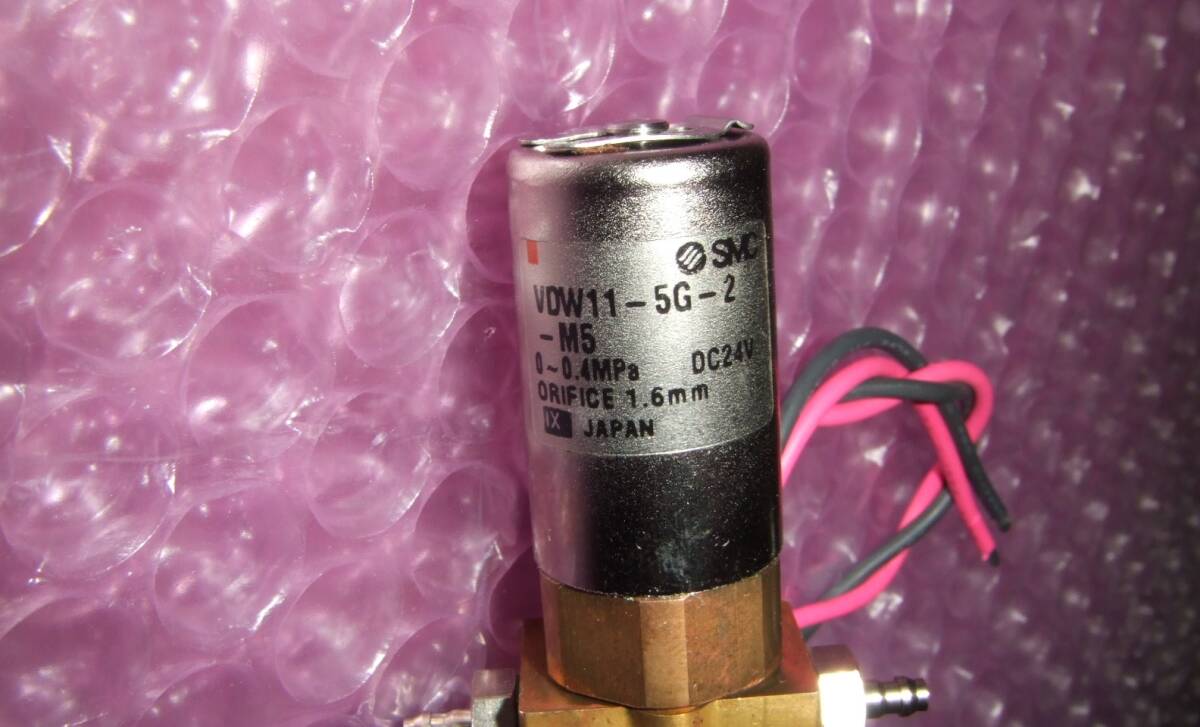 SMC
VDW11-5G-2
-M5
0~0.4MPa DC24V
ORIFICE 1.6mm
IX JAPAN